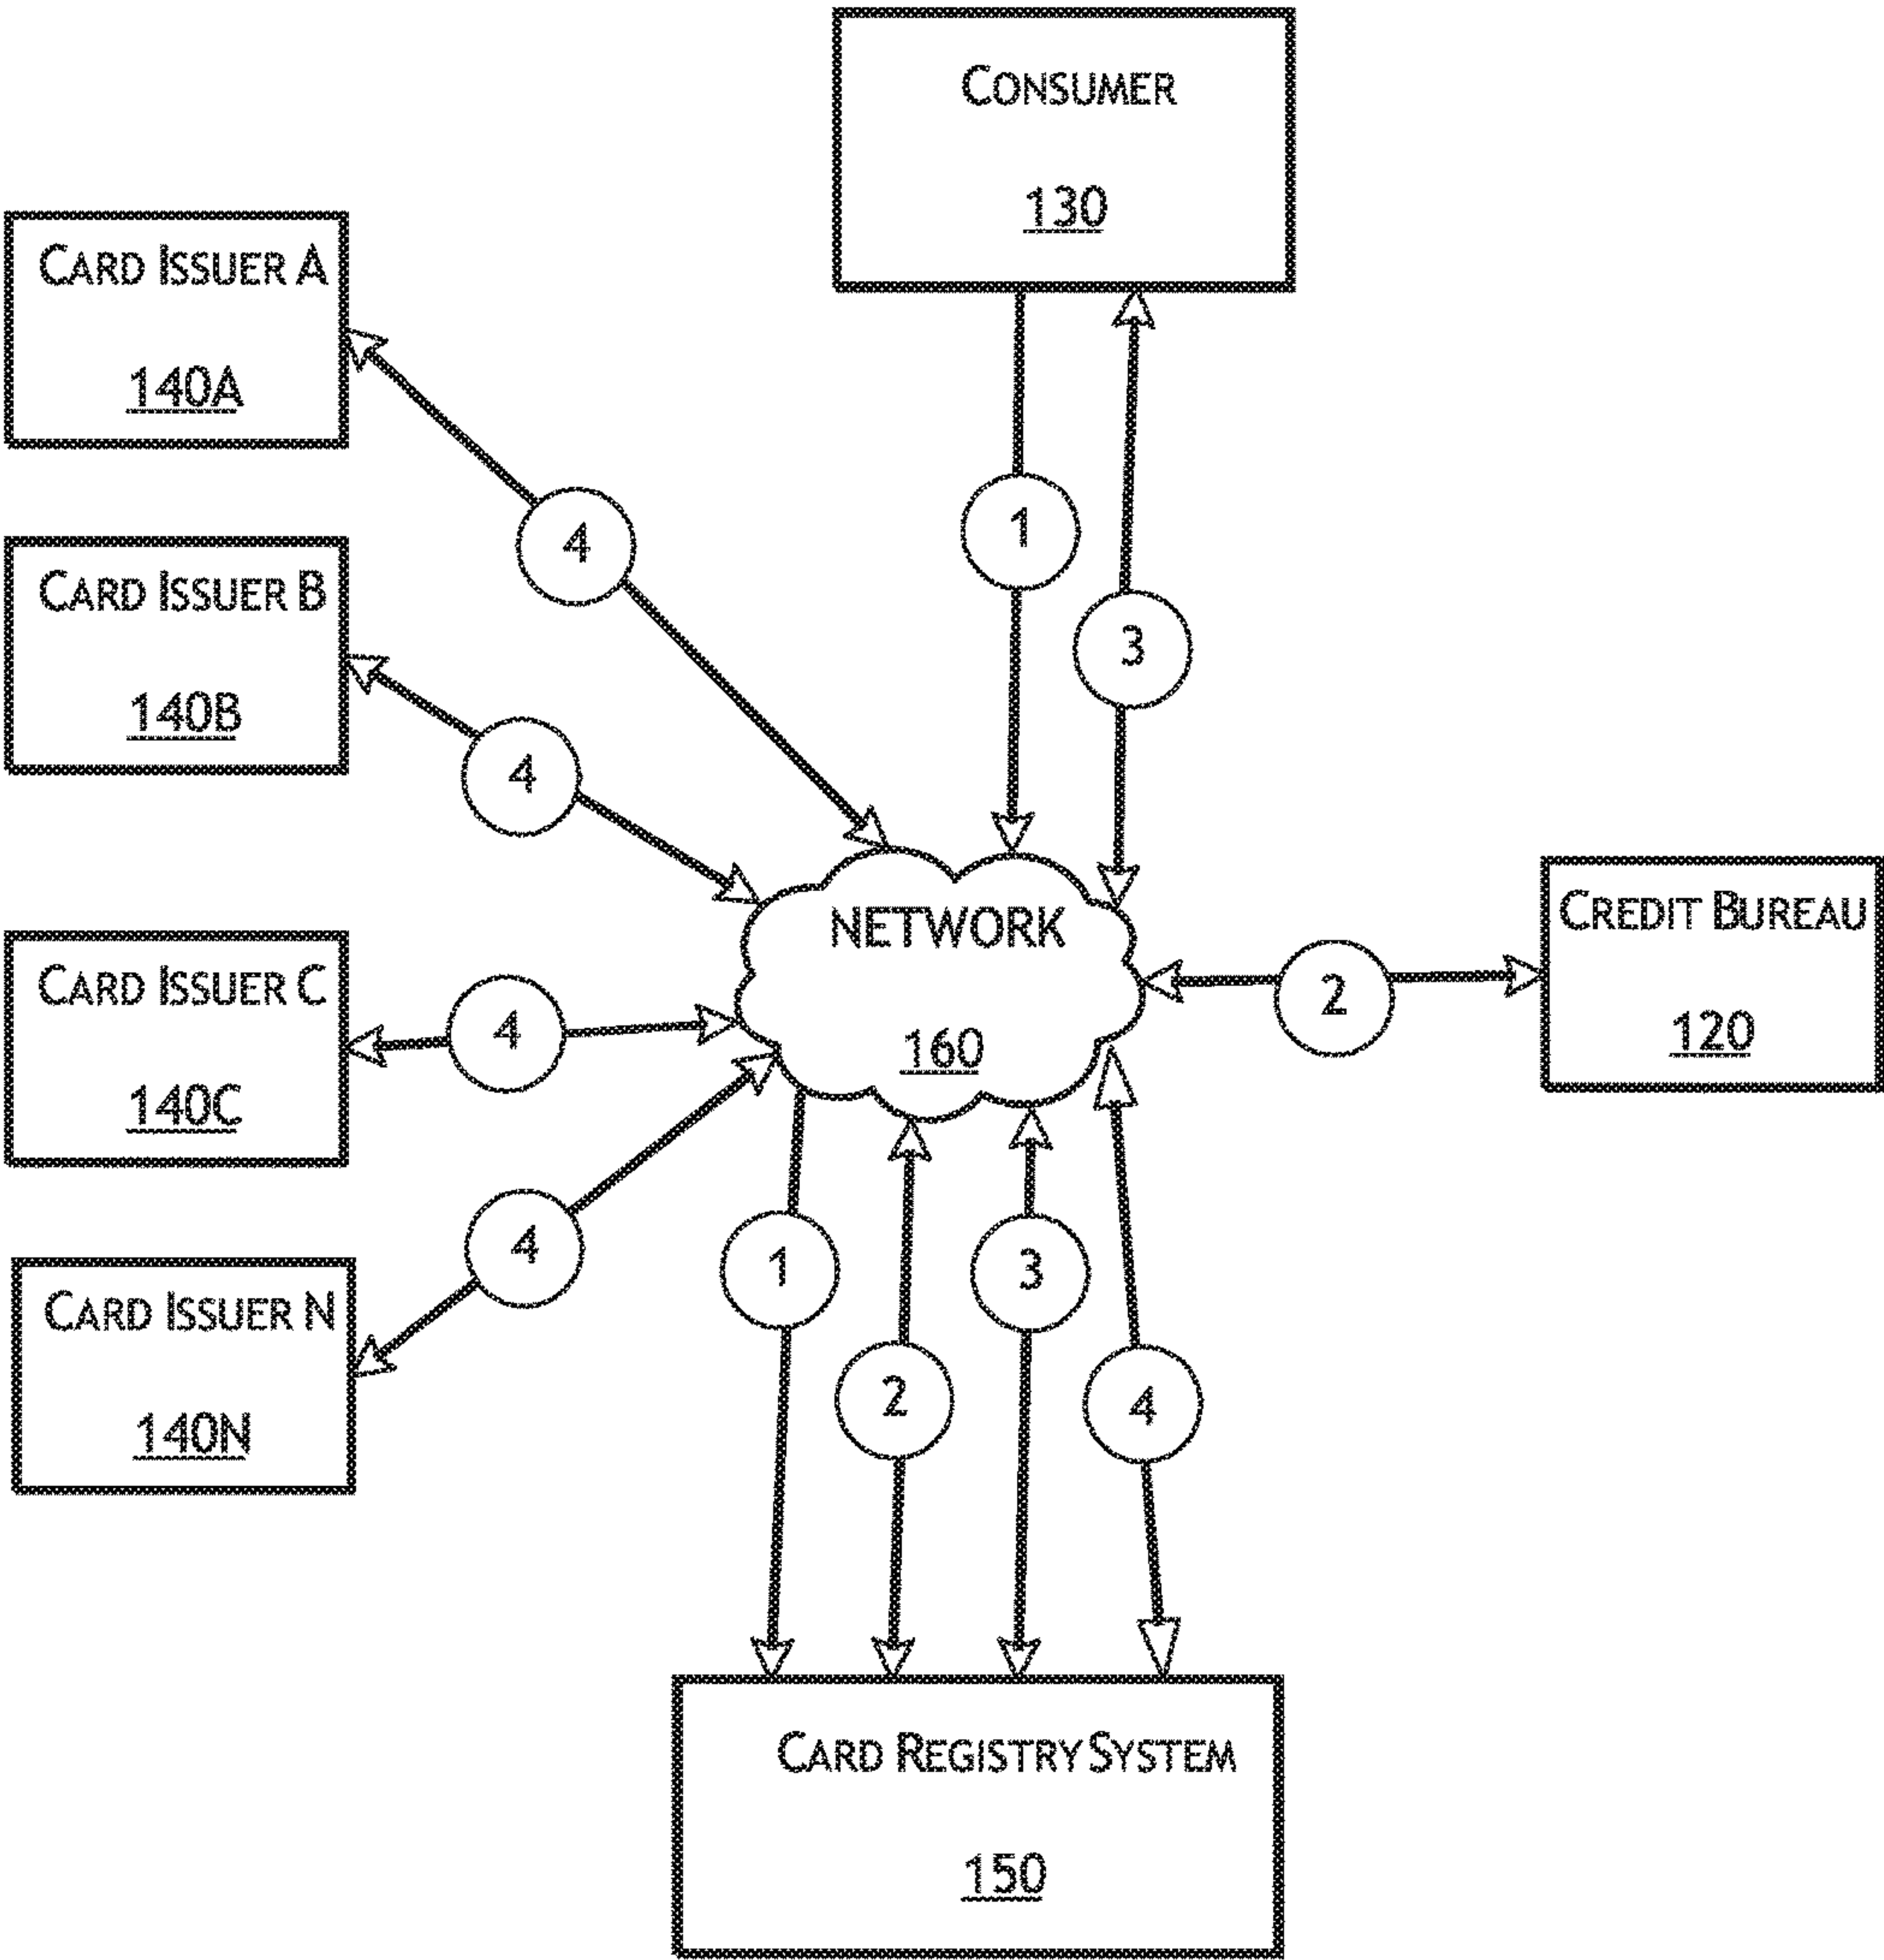 CONSUMER
130
CARD ISSUER A
140A
4
1
CARD ISSUER B
140B
3
4
NETWORK
160
CREDIT BUREAU
120
2
CARD ISSUER C
140C
4
CARD ISSUER N
140N
4
1
2
3
4
CARD REGISTRY SYSTEM
150